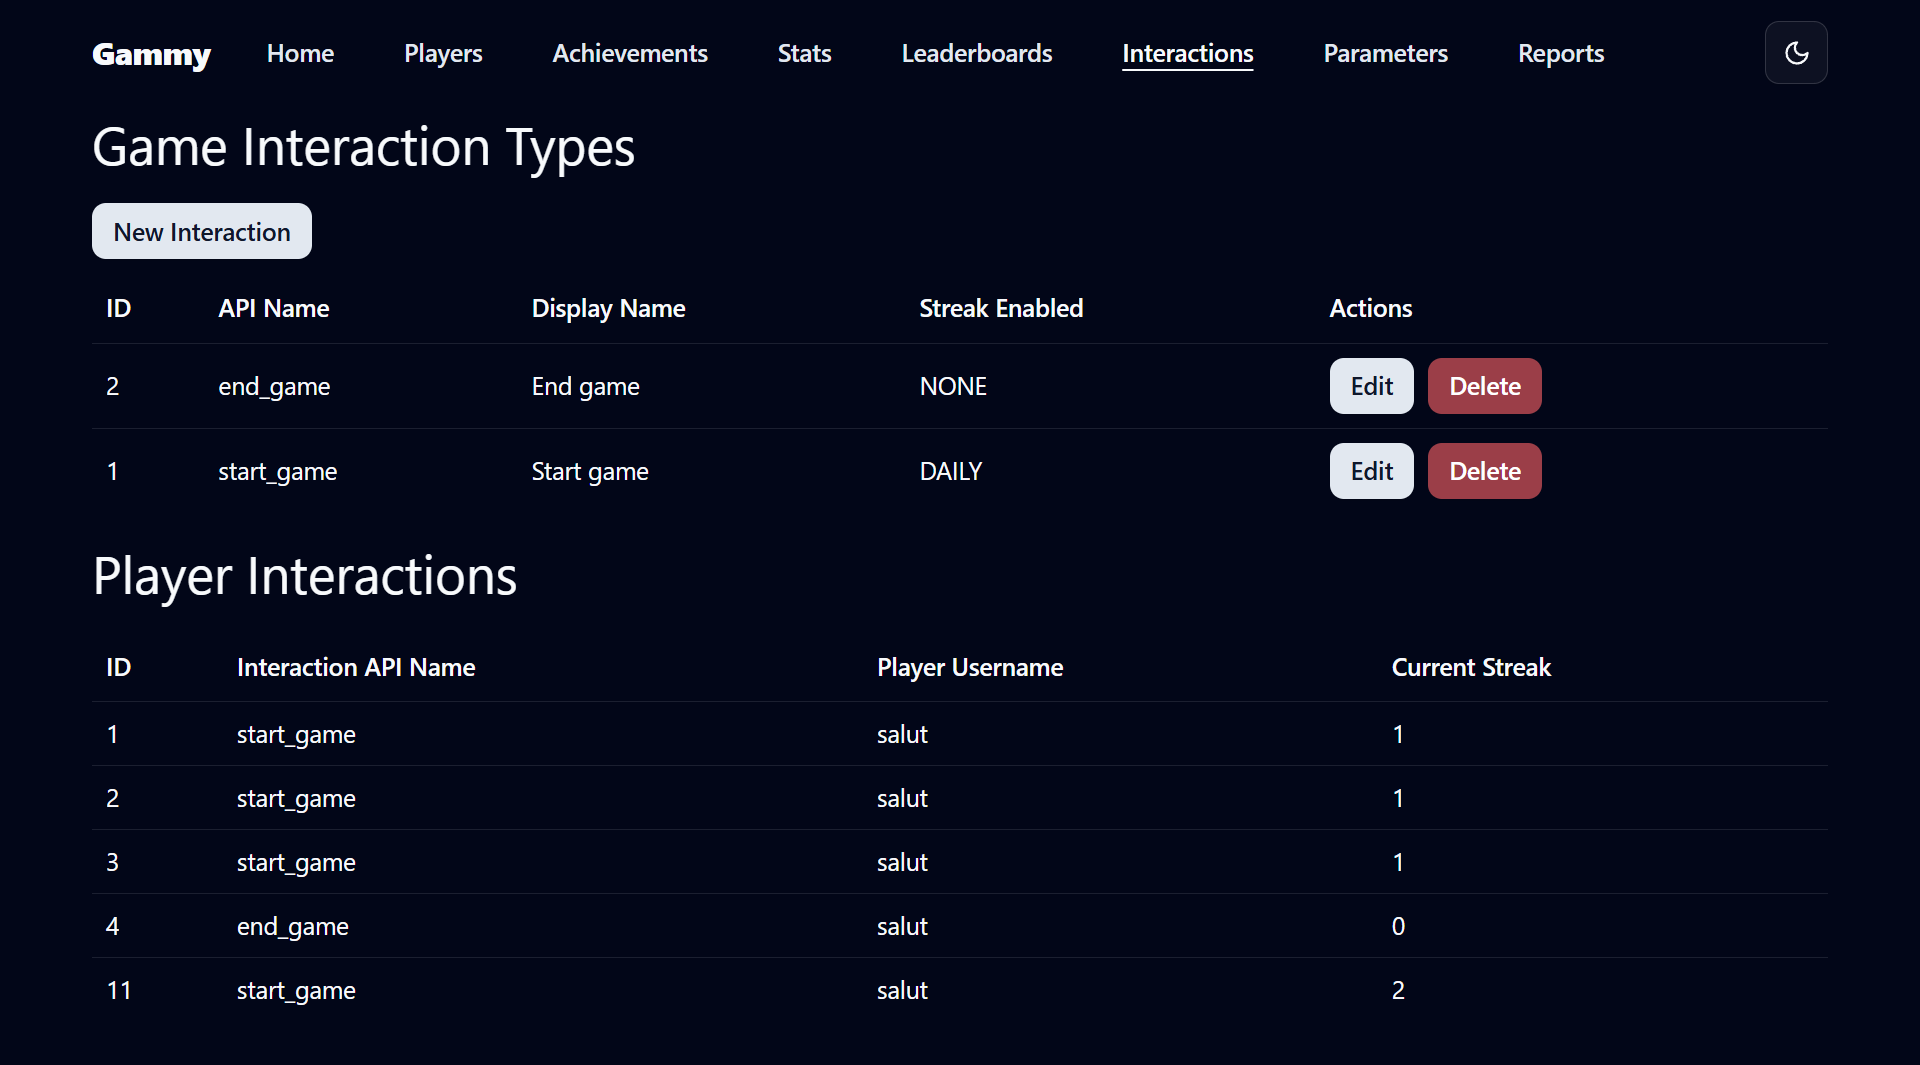 Gammy Home Players Achievements Stats Leaderboards Interactions Parameters Reports
Game Interaction Types
New Interaction
ID API Name Display Name Streak Enabled Actions
2 end_game End game NONE Edit Delete
1 start_game Start game DAILY Edit Delete
Player Interactions
ID Interaction API Name Player Username Current Streak
1 start_game salut 1
2 start_game salut 1
3 start_game salut 1
4 end_game salut 0
11 start_game salut 2